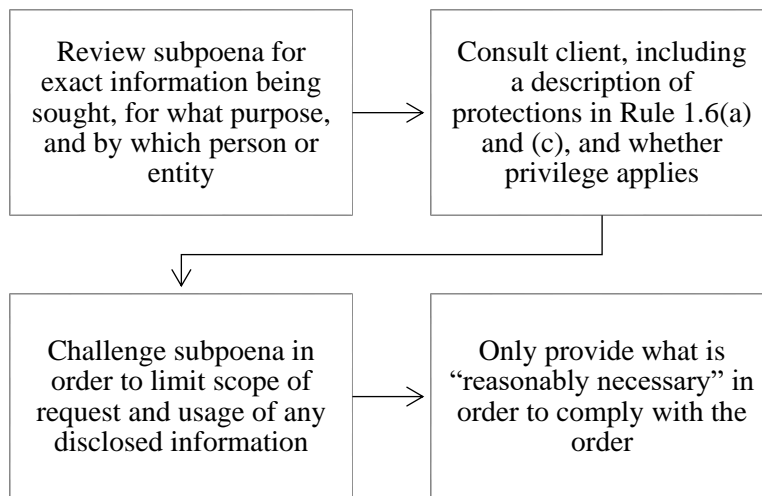 Review subpoena for
exact information being
sought, for what purpose,
and by which person or
entity
Consult client, including
a description of
protections in Rule 1.6(a)
and (c), and whether
privilege applies
Challenge subpoena in
order to limit scope of
request and usage of any
disclosed information
Only provide what is
“reasonably necessary” in
order to comply with the
order